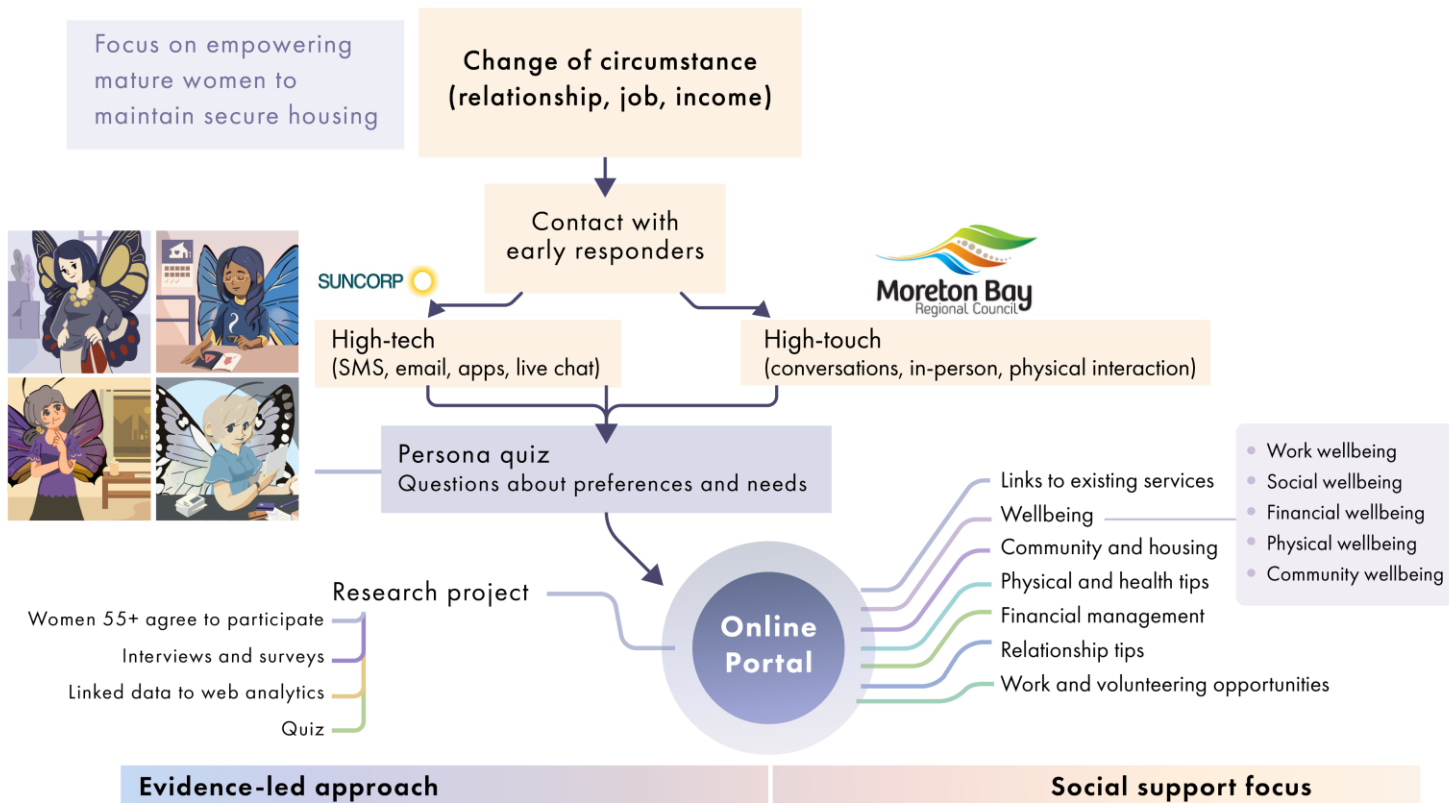 Focus on empowering
mature women to
maintain secure housing
Change of circumstance
(relationship, job, income)
Contact with
early responders
SUNCORP
Moreton Bay
Regional Council
High-tech
(SMS, email, apps, live chat)
High-touch
(conversations, in-person, physical interaction)
Persona quiz
Questions about preferences and needs
Links to existing services
Wellbeing
Community and housing
Physical and health tips
Financial management
Relationship tips
Work and volunteering opportunities
Work wellbeing
Social wellbeing
Financial wellbeing
Physical wellbeing
Community wellbeing
Research project
Women 55+ agree to participate
Interviews and surveys
Linked data to web analytics
Quiz
Online
Portal
Evidence-led approach
Social support focus